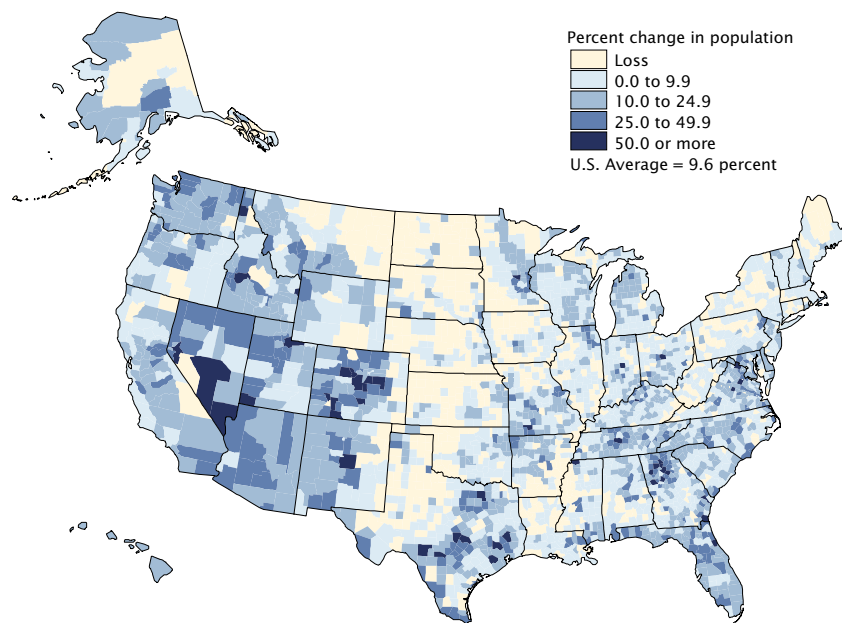 Percent change in population
Loss
0.0 to 9.9
10.0 to 24.9
25.0 to 49.9
50.0 or more
U.S. Average = 9.6 percent